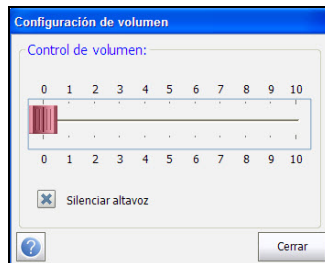 Configuración de volumen
Control de volumen:
0 1 2 3 4 5 6 7 8 9 10
0 1 2 3 4 5 6 7 8 9 10
Silenciar altavoz
?
Cerrar